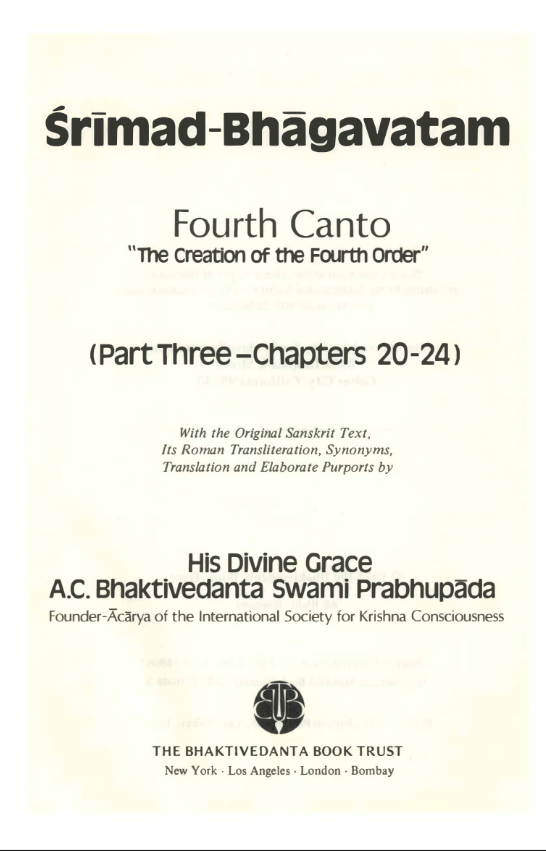 Śrīmad-Bhāgavatam
Fourth Canto
"The Creation of the Fourth Order"
(Part Three—Chapters 20-24)
With the Original Sanskrit Text,
Its Roman Transliteration, Synonyms,
Translation and Elaborate Purports by
His Divine Grace
A.C. Bhaktivedanta Swami Prabhupāda
Founder-Ācārya of the International Society for Krishna Consciousness
THE BHAKTIVEDANTA BOOK TRUST
New York · Los Angeles · London · Bombay